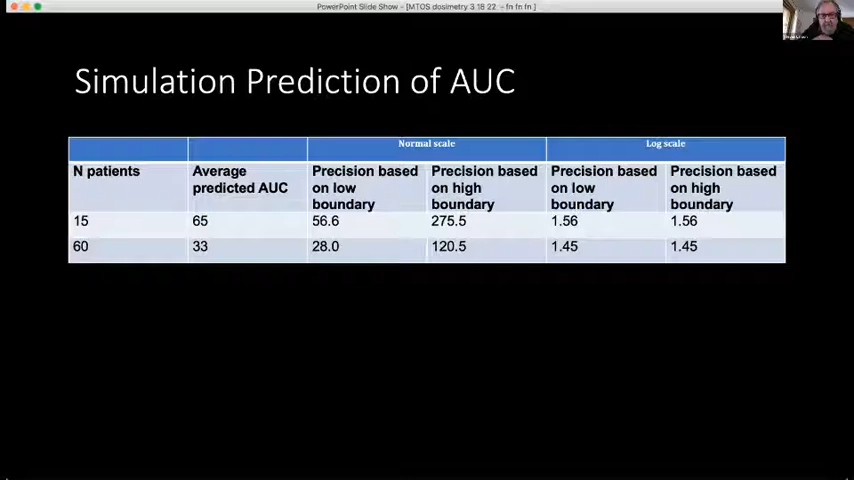 PowerPoint Slide Show - [MTOS dosimetry 3 18 22 - fn fn fn ]
Simulation Prediction of AUC
Normal scale Log scale
N patients Average predicted AUC Precision based on low boundary Precision based on high boundary Precision based on low boundary Precision based on high boundary
15 65 56.6 275.5 1.56 1.56
60 33 28.0 120.5 1.45 1.45